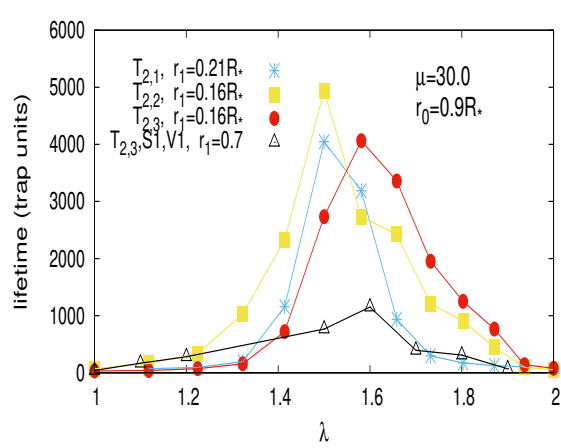 6000
5000
4000
3000
2000
1000
0
lifetime (trap units)
T2,1, r1=0.21R*
T2,2, r1=0.16R*
T2,3, r1=0.16R*
T2,3,S1,V1, r1=0.7
μ=30.0
r0=0.9R*
1 1.2 1.4 1.6 1.8 2
λ